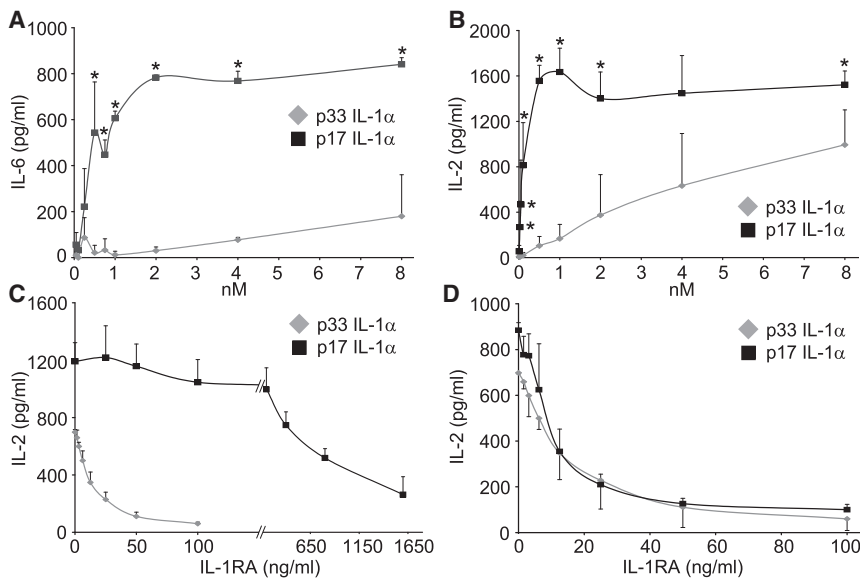 A
1000
800
600
400
200
0
IL-6 (pg/ml)
* * * * * * *
p33 IL-1α
p17 IL-1α
0 1 2 3 4 5 6 7 8
nM
B
2000
1600
1200
800
400
0
IL-2 (pg/ml)
* * * * * * *
p33 IL-1α
p17 IL-1α
0 1 2 3 4 5 6 7 8
nM
C
1600
1200
800
400
0
IL-2 (pg/ml)
p33 IL-1α
p17 IL-1α
0 50 100 // 650 1150 1650
IL-1RA (ng/ml)
D
1000
800
600
400
200
0
IL-2 (pg/ml)
p33 IL-1α
p17 IL-1α
0 20 40 60 80 100
IL-1RA (ng/ml)